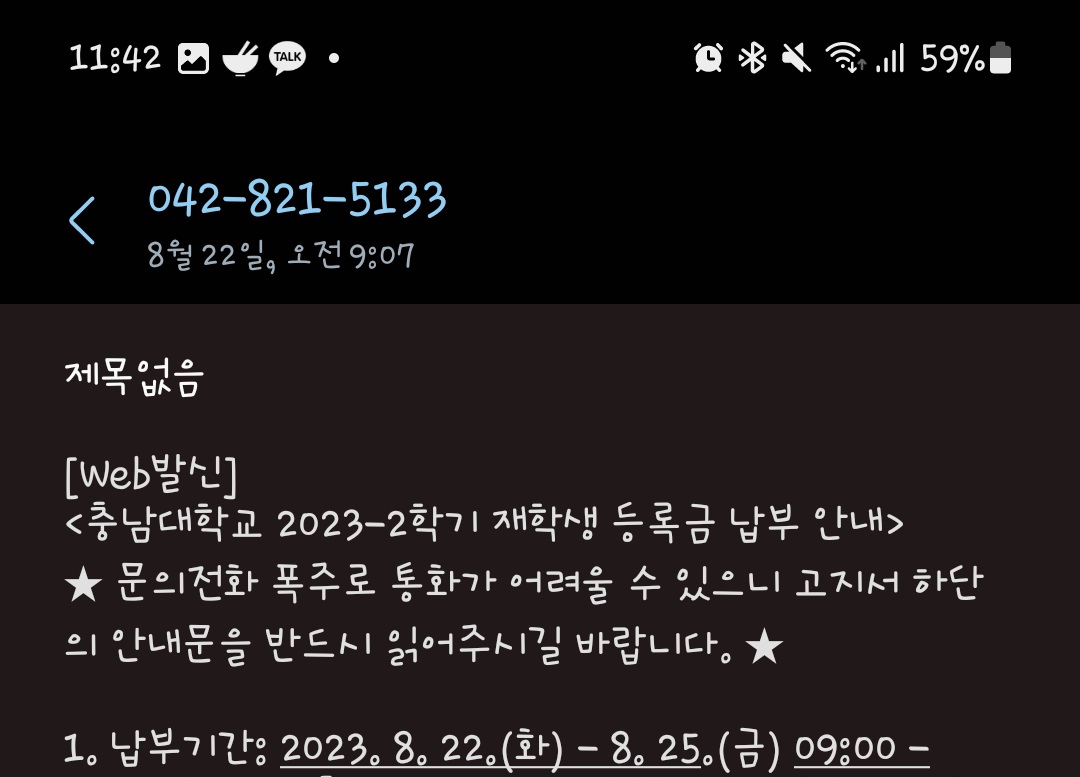 11:42 TALK 59%
042-821-5133
8월 22일, 오전 9:07
제목없음
[Web발신]
<충남대학교 2023-2학기 재학생 등록금 납부 안내>
★ 문의전화 폭주로 통화가 어려울 수 있으니 고지서 하단
의 안내문을 반드시 읽어주시길 바랍니다. ★
1. 납부기간: 2023. 8. 22.(화) - 8. 25.(금) 09:00 -